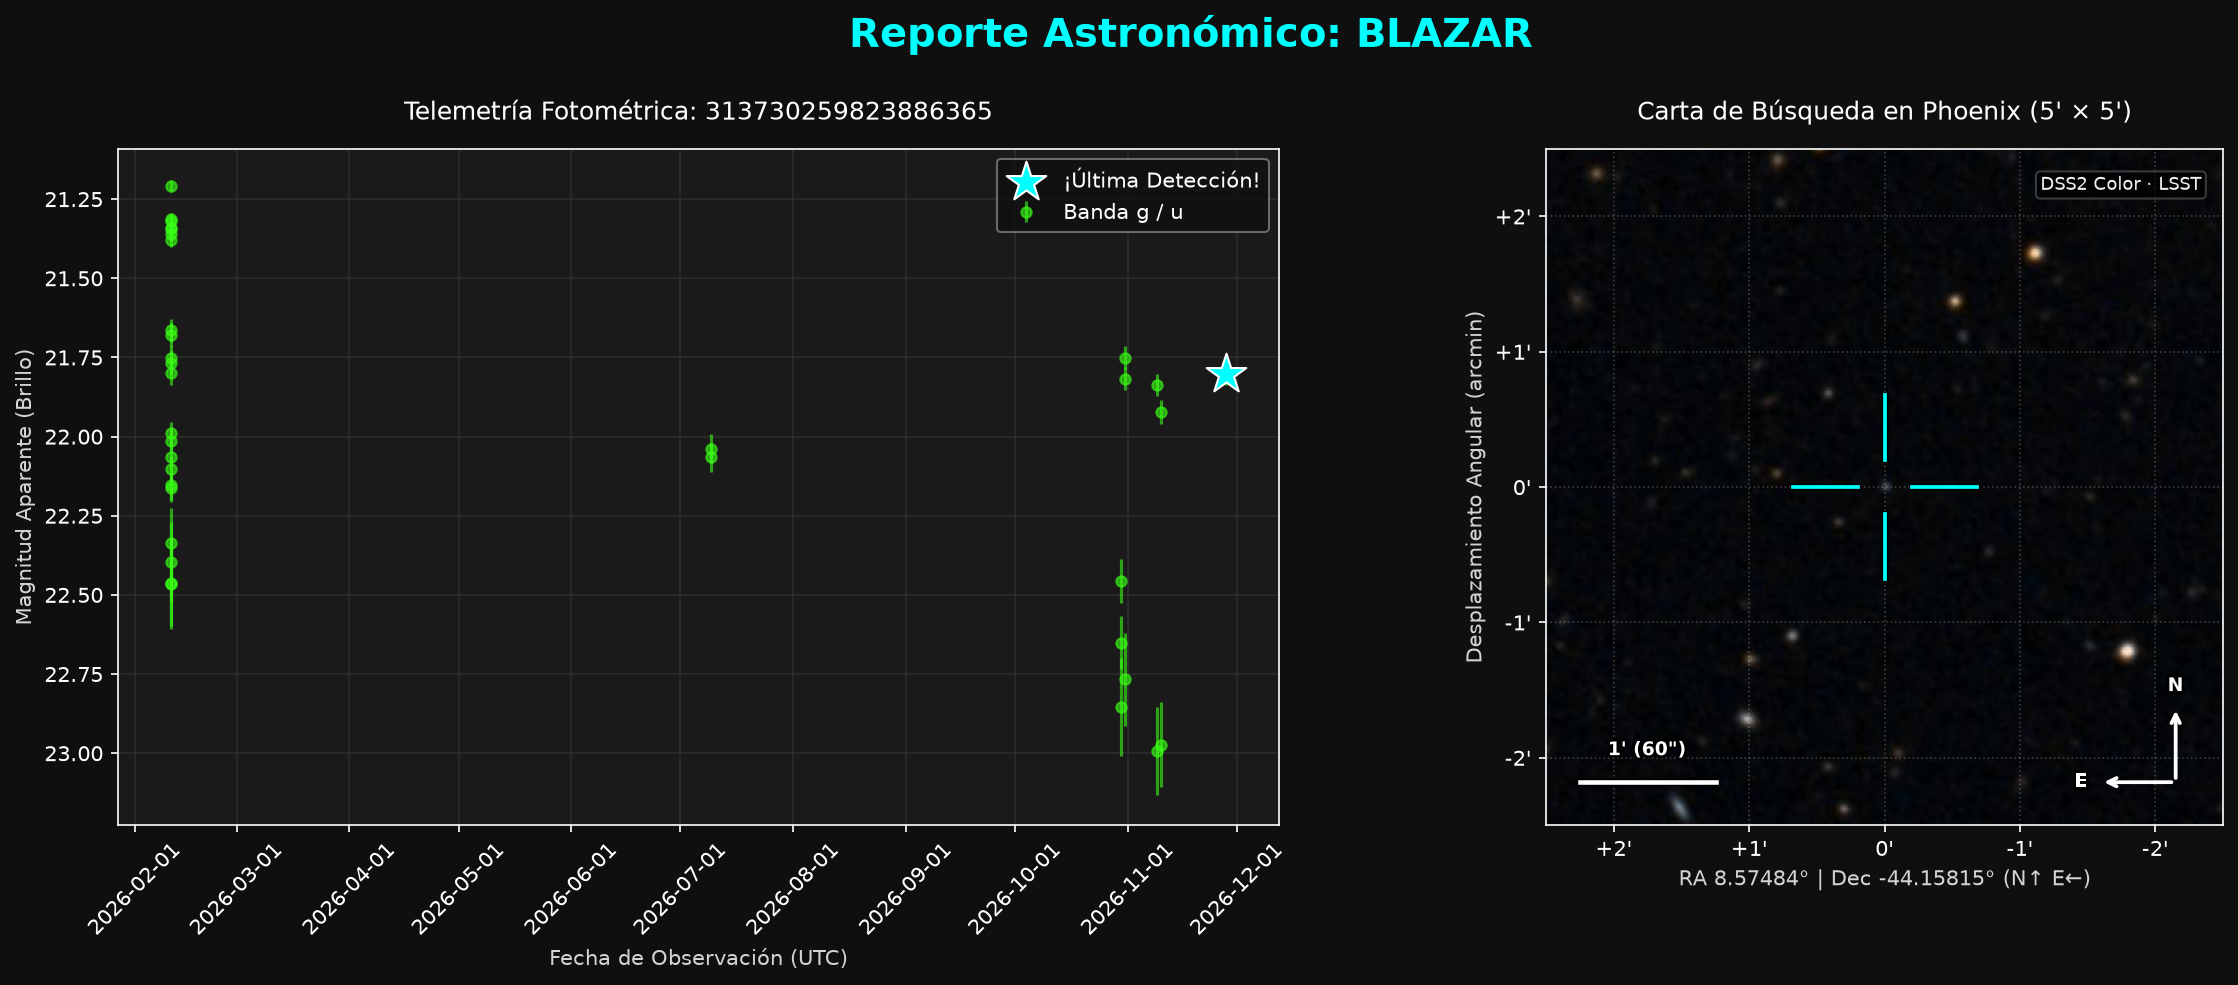 Reporte Astronómico: BLAZAR
Telemetría Fotométrica: 313730259823886365
¡Última Detección!
Banda g / u
Magnitud Aparente (Brillo)
21.25
21.50
21.75
22.00
22.25
22.50
22.75
23.00
2026-02-01
2026-03-01
2026-04-01
2026-05-01
2026-06-01
2026-07-01
2026-08-01
2026-09-01
2026-10-01
2026-11-01
2026-12-01
Fecha de Observación (UTC)
Carta de Búsqueda en Phoenix (5' × 5')
DSS2 Color · LSST
Desplazamiento Angular (arcmin)
+2'
+1'
0'
-1'
-2'
N
E
1' (60")
+2'
+1'
0'
-1'
-2'
RA 8.57484° | Dec -44.15815° (N↑ E←)